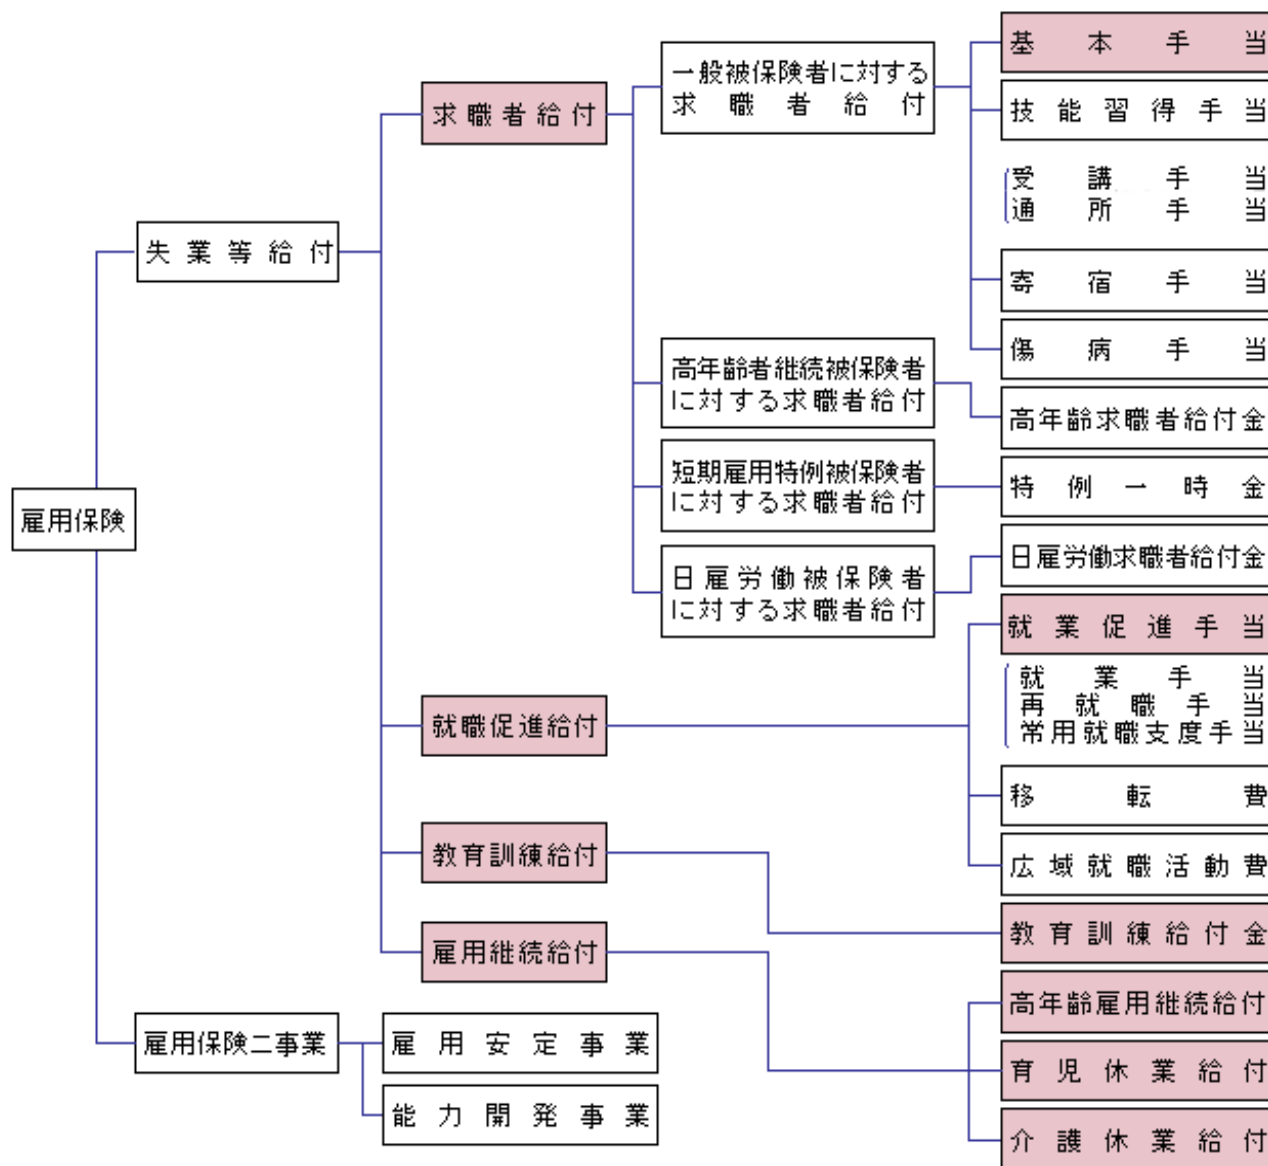 基本手当
一般被保険者に対する
求職者給付
求職者給付
技能習得手当
受講手当
通所手当
失業等給付
寄宿手当
傷病手当
高年齢者継続被保険者
に対する求職者給付
高年齢求職者給付金
短期雇用特例被保険者
に対する求職者給付
特例一時金
雇用保険
日雇労働求職者給付金
日雇労働被保険者
に対する求職者給付
就業促進手当
就業手当
再就職手当
常用就職支度手当
就職促進給付
移転費
教育訓練給付
広域就職活動費
教育訓練給付金
雇用継続給付
高年齢雇用継続給付
雇用保険二事業
雇用安定事業
育児休業給付
能力開発事業
介護休業給付